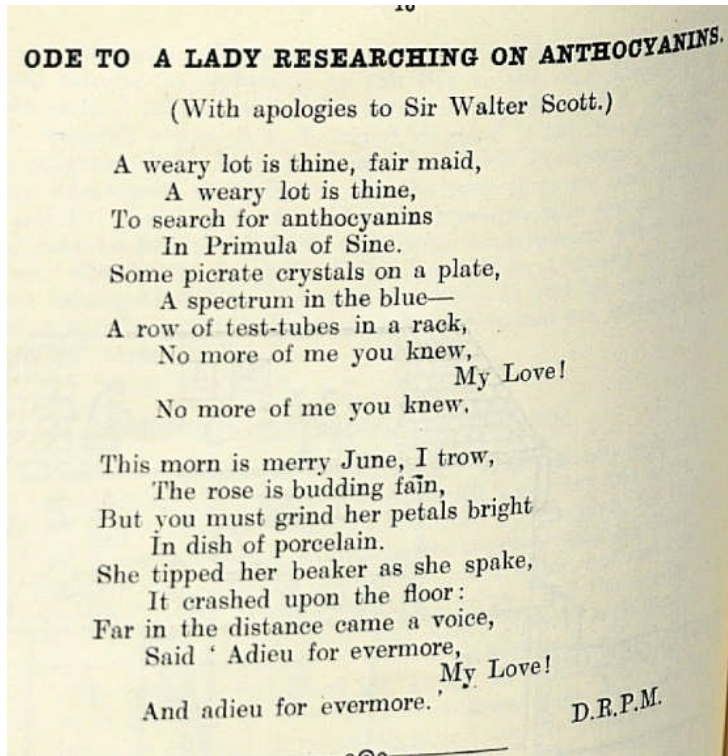 ODE TO A LADY RESEARCHING ON ANTHOCYANINS.
(With apologies to Sir Walter Scott.)
A weary lot is thine, fair maid,
A weary lot is thine,
To search for anthocyanins
In Primula of Sine.
Some picrate crystals on a plate,
A spectrum in the blue—
A row of test-tubes in a rack,
No more of me you knew,
My Love!
No more of me you knew.
This morn is merry June, I trow,
The rose is budding fain,
But you must grind her petals bright
In dish of porcelain.
She tipped her beaker as she spake,
It crashed upon the floor:
Far in the distance came a voice,
Said ‘ Adieu for evermore,
My Love!
And adieu for evermore.’
D.R.P.M.